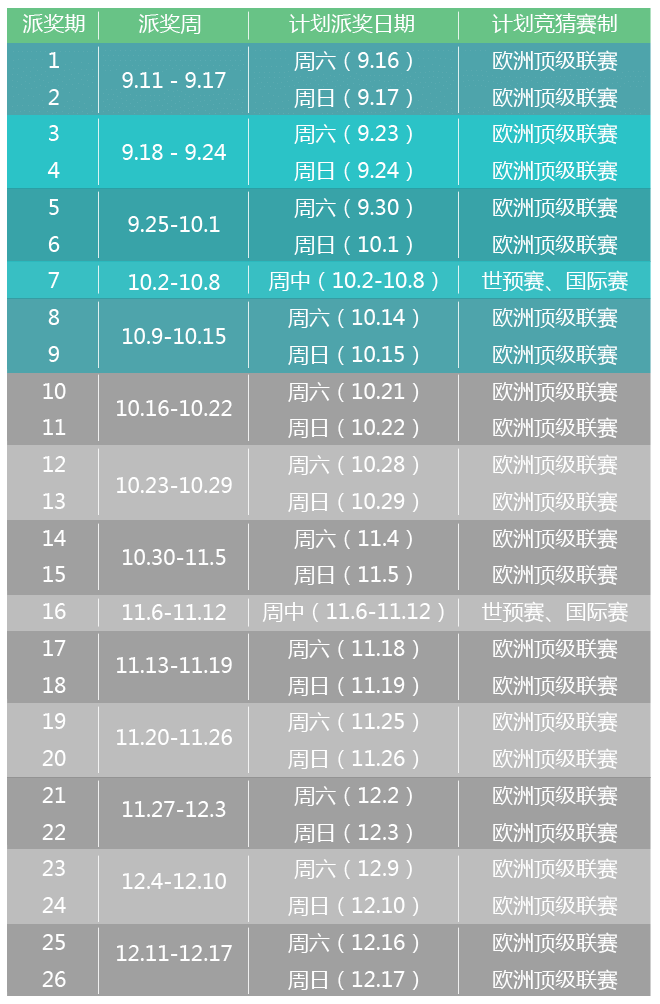 派奖期 派奖周 计划派奖日期 计划竞猜赛制
1 9.11 - 9.17 周六（9.16） 欧洲顶级联赛
2 周日（9.17） 欧洲顶级联赛
3 9.18 - 9.24 周六（9.23） 欧洲顶级联赛
4 周日（9.24） 欧洲顶级联赛
5 9.25-10.1 周六（9.30） 欧洲顶级联赛
6 周日（10.1） 欧洲顶级联赛
7 10.2-10.8 周中（10.2-10.8） 世预赛、国际赛
8 10.9-10.15 周六（10.14） 欧洲顶级联赛
9 周日（10.15） 欧洲顶级联赛
10 10.16-10.22 周六（10.21） 欧洲顶级联赛
11 周日（10.22） 欧洲顶级联赛
12 10.23-10.29 周六（10.28） 欧洲顶级联赛
13 周日（10.29） 欧洲顶级联赛
14 10.30-11.5 周六（11.4） 欧洲顶级联赛
15 周日（11.5） 欧洲顶级联赛
16 11.6-11.12 周中（11.6-11.12） 世预赛、国际赛
17 11.13-11.19 周六（11.18） 欧洲顶级联赛
18 周日（11.19） 欧洲顶级联赛
19 11.20-11.26 周六（11.25） 欧洲顶级联赛
20 周日（11.26） 欧洲顶级联赛
21 11.27-12.3 周六（12.2） 欧洲顶级联赛
22 周日（12.3） 欧洲顶级联赛
23 12.4-12.10 周六（12.9） 欧洲顶级联赛
24 周日（12.10） 欧洲顶级联赛
25 12.11-12.17 周六（12.16） 欧洲顶级联赛
26 周日（12.17） 欧洲顶级联赛